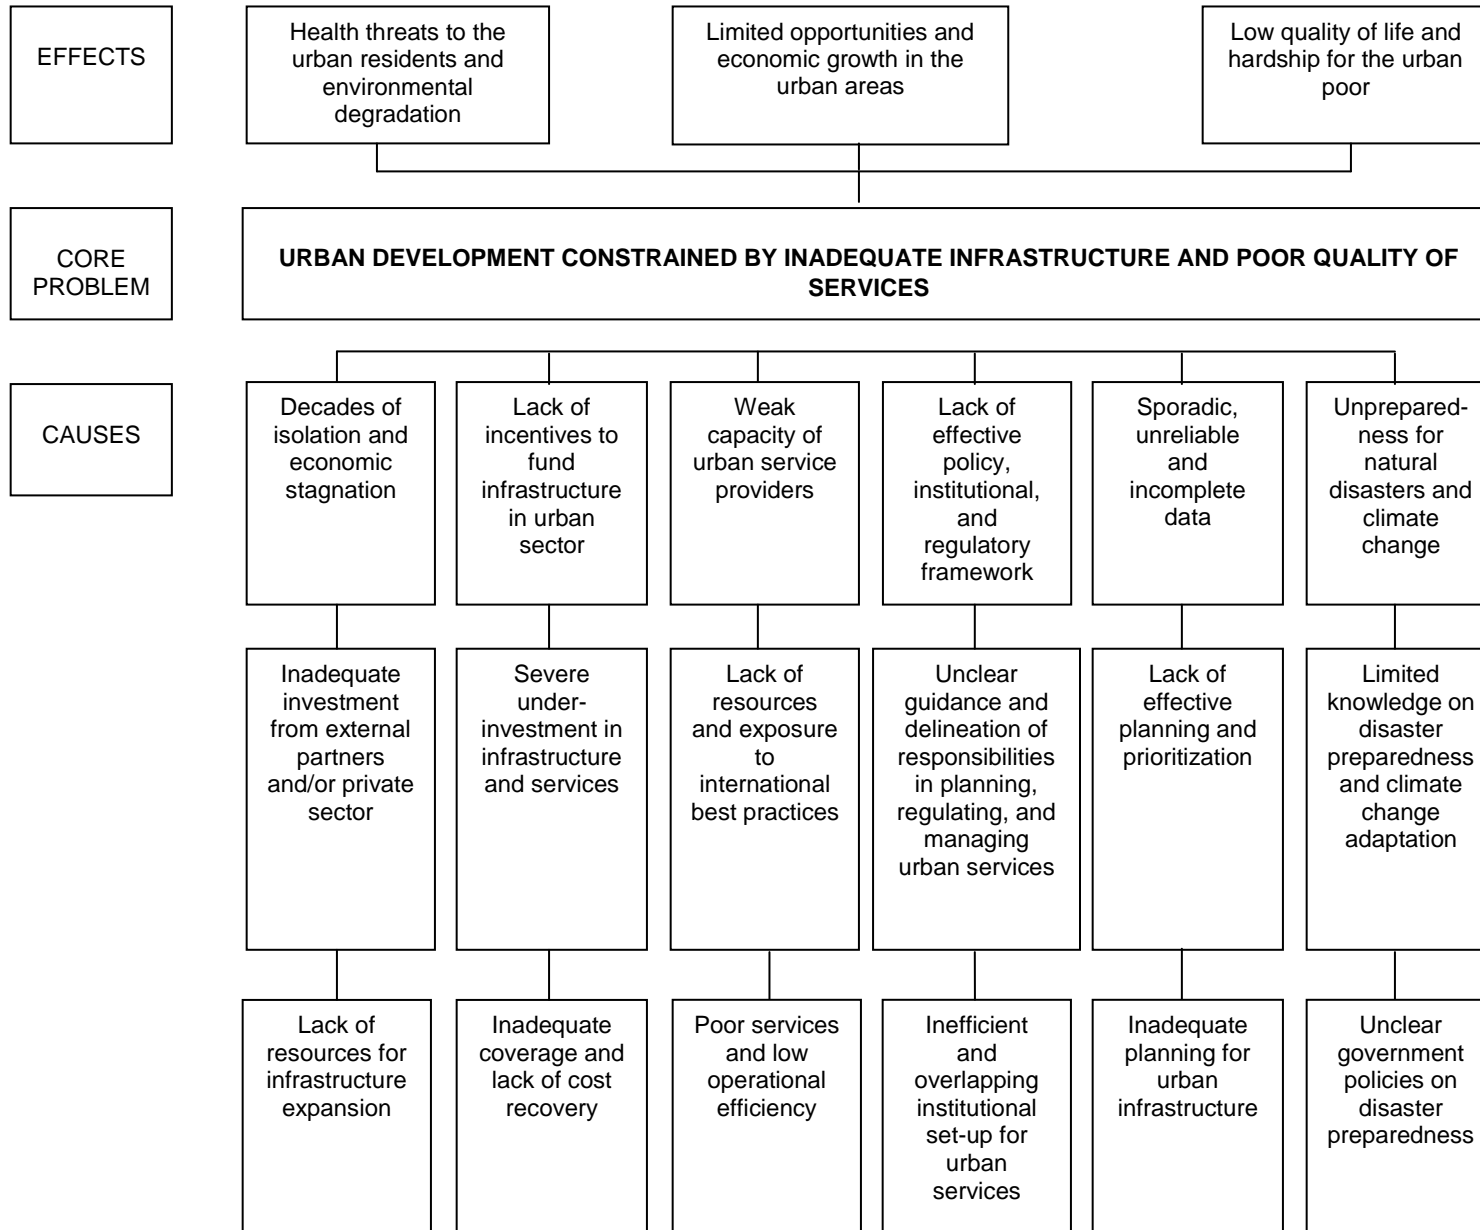 EFFECTS
Health threats to the
urban residents and
environmental
degradation
Limited opportunities and
economic growth in the
urban areas
Low quality of life and
hardship for the urban
poor
CORE
PROBLEM
URBAN DEVELOPMENT CONSTRAINED BY INADEQUATE INFRASTRUCTURE AND POOR QUALITY OF
SERVICES
CAUSES
Decades of
isolation and
economic
stagnation
Lack of
incentives to
fund
infrastructure
in urban
sector
Weak
capacity of
urban service
providers
Lack of
effective
policy,
institutional,
and
regulatory
framework
Sporadic,
unreliable
and
incomplete
data
Unprepared-
ness for
natural
disasters and
climate
change
Inadequate
investment
from external
partners
and/or private
sector
Severe
under-
investment in
infrastructure
and services
Lack of
resources
and exposure
to
international
best practices
Unclear
guidance and
delineation of
responsibilities
in planning,
regulating, and
managing
urban services
Lack of
effective
planning and
prioritization
Limited
knowledge on
disaster
preparedness
and climate
change
adaptation
Lack of
resources for
infrastructure
expansion
Inadequate
coverage and
lack of cost
recovery
Poor services
and low
operational
efficiency
Inefficient
and
overlapping
institutional
set-up for
urban
services
Inadequate
planning for
urban
infrastructure
Unclear
government
policies on
disaster
preparedness